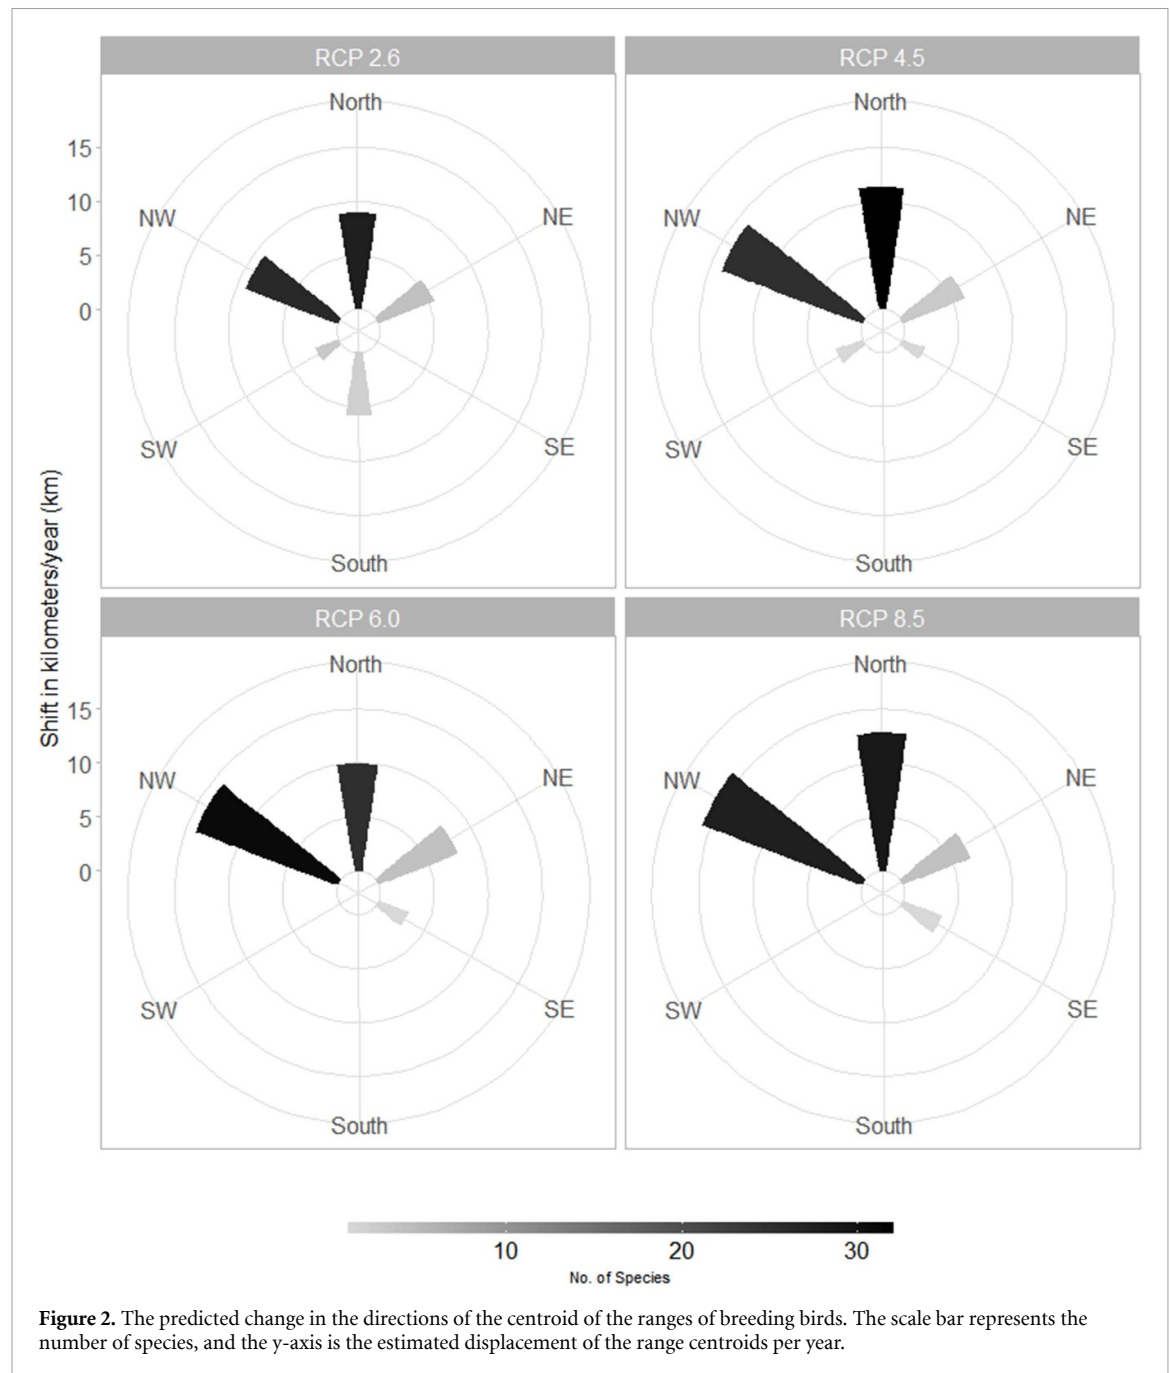 RCP 2.6
RCP 4.5
North
NW
NE
SW
SE
South
North
NW
NE
SW
SE
South
15
10
5
0
Shift in kilometers/year (km)
RCP 6.0
RCP 8.5
North
NW
NE
SW
SE
South
North
NW
NE
SW
SE
South
15
10
5
0
10 20 30
No. of Species
Figure 2. The predicted change in the directions of the centroid of the ranges of breeding birds. The scale bar represents the
number of species, and the y-axis is the estimated displacement of the range centroids per year.